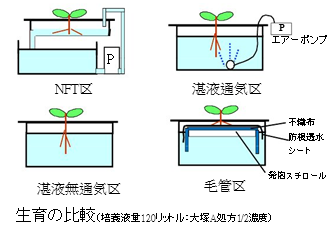 P
P
エアーポンプ
NFT区
湛液通気区
不織布
防根透水
シート
発泡スチロール
湛液無通気区
毛管区
生育の比較(培養液量120リットル:大塚A処方1/2濃度)